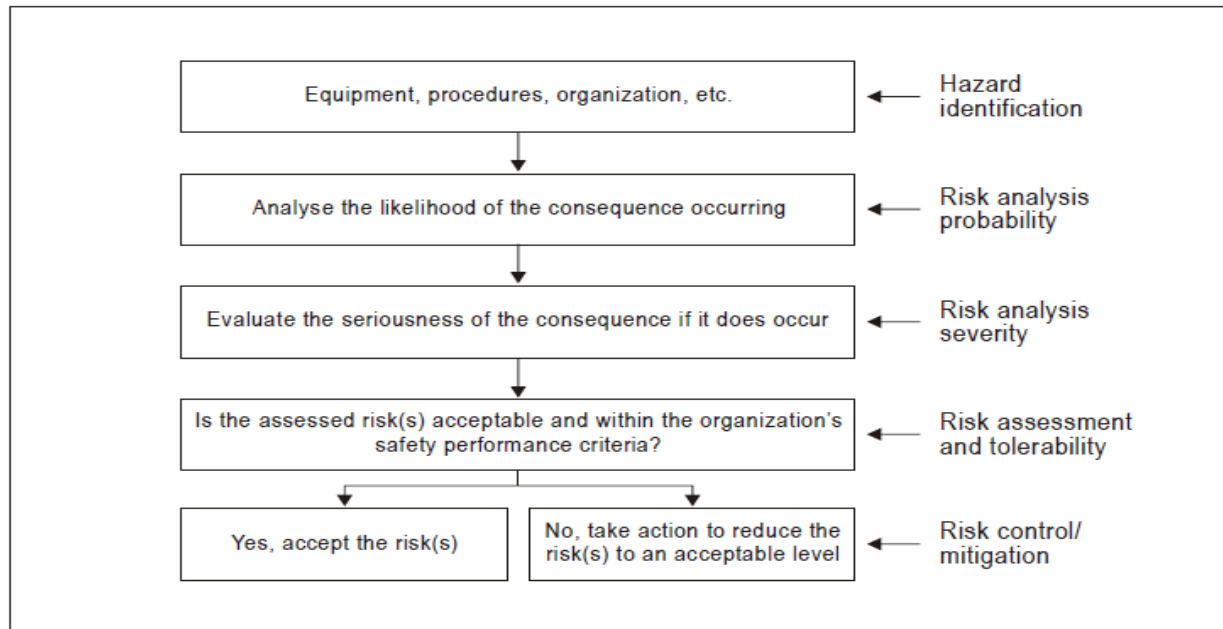 Equipment, procedures, organization, etc.
Hazard
identification
Analyse the likelihood of the consequence occurring
Risk analysis
probability
Evaluate the seriousness of the consequence if it does occur
Risk analysis
severity
Is the assessed risk(s) acceptable and within the organization's
safety performance criteria?
Risk assessment
and tolerability
Yes, accept the risk(s)
No, take action to reduce the
risk(s) to an acceptable level
Risk control/
mitigation